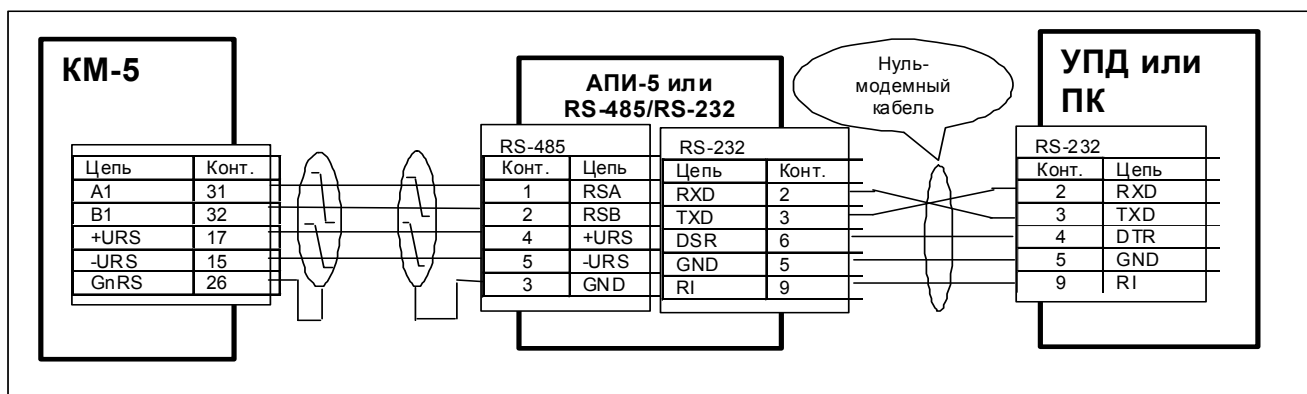 КМ-5
Цепь Конт.
A1 31
B1 32
+URS 17
-URS 15
GnRS 26
АПИ-5 или
RS-485/RS-232
RS-485
Конт. Цепь
1 RSA
2 RSB
4 +URS
5 -URS
3 GND
RS-232
Цепь Конт.
RXD 2
TXD 3
DSR 6
GND 5
RI 9
Нуль-
модемный
кабель
УПД или
ПК
RS-232
Конт. Цепь
2 RXD
3 TXD
4 DTR
5 GND
9 RI